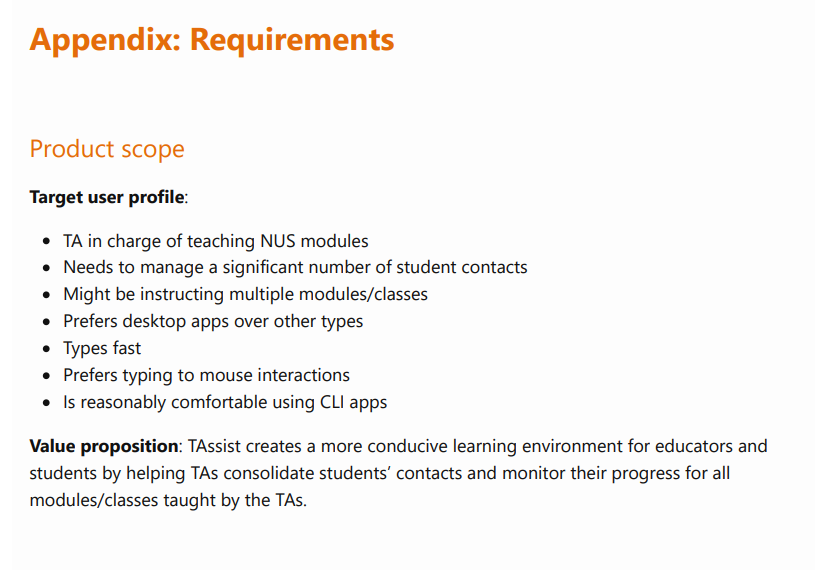 Appendix: Requirements
Product scope
Target user profile:
• TA in charge of teaching NUS modules
• Needs to manage a significant number of student contacts
• Might be instructing multiple modules/classes
• Prefers desktop apps over other types
• Types fast
• Prefers typing to mouse interactions
• Is reasonably comfortable using CLI apps
Value proposition: TAssist creates a more conducive learning environment for educators and
students by helping TAs consolidate students’ contacts and monitor their progress for all
modules/classes taught by the TAs.